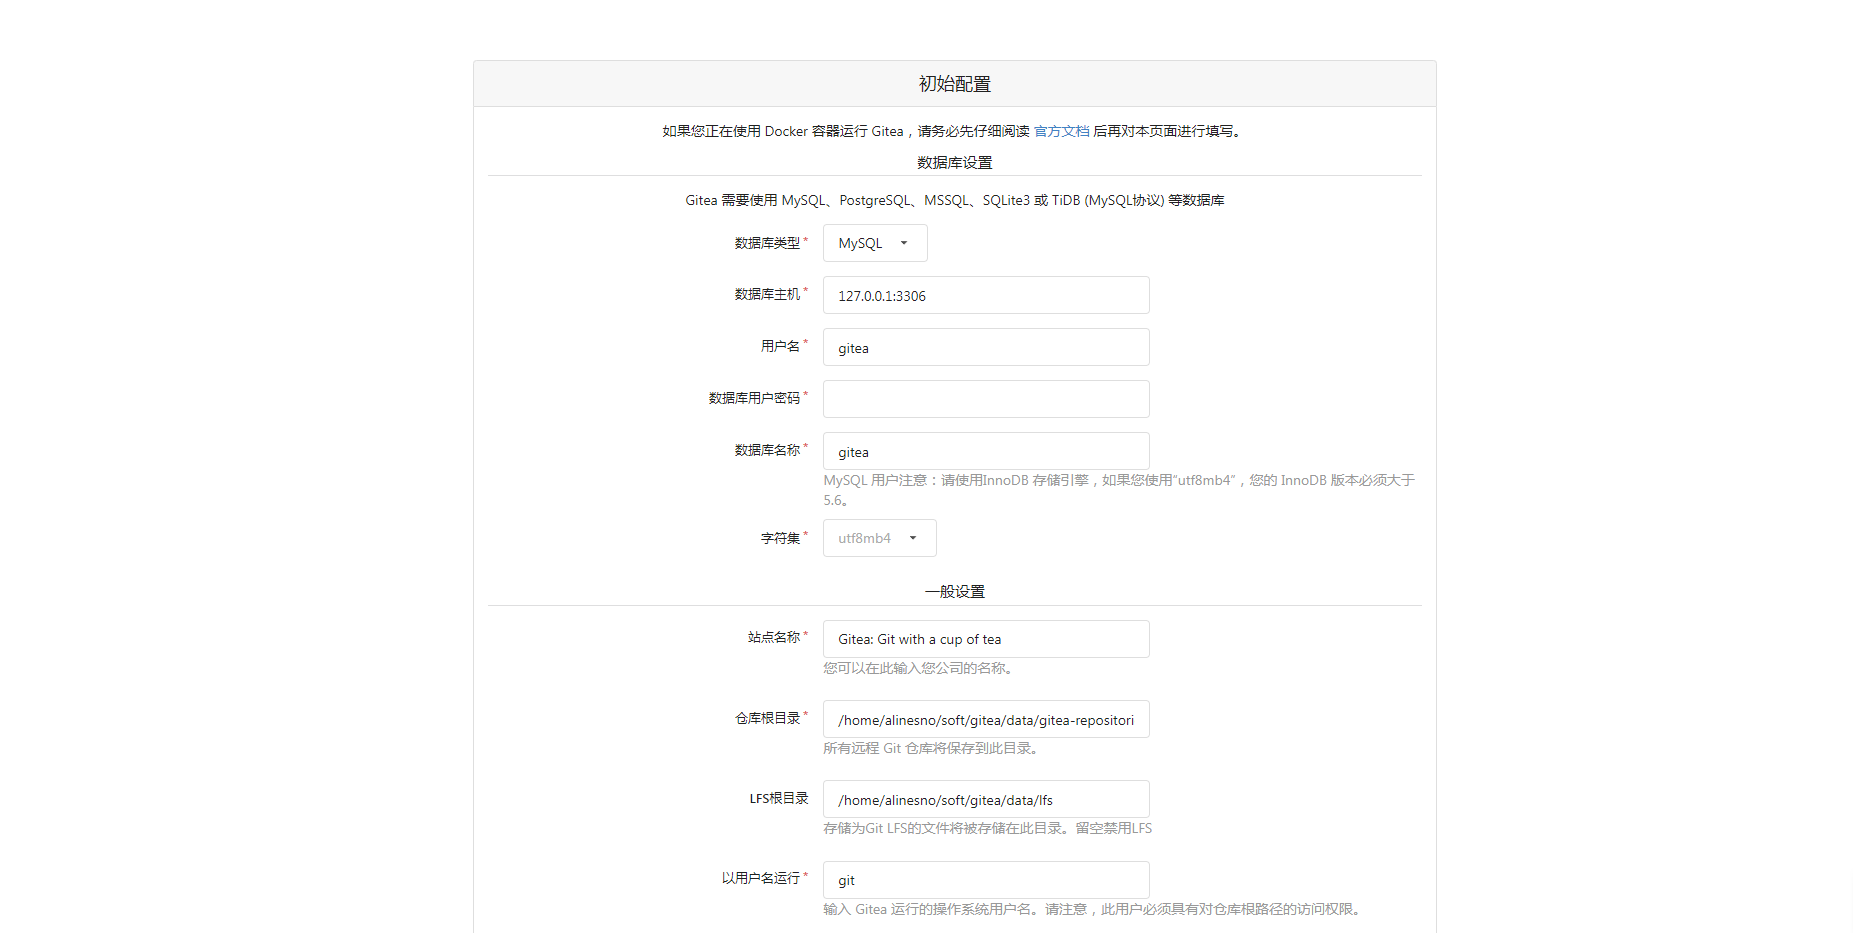 初始配置
如果您正在使用 Docker 容器运行 Gitea，请务必先仔细阅读 官方文档 后再对本页面进行填写。
数据库设置
Gitea 需要使用 MySQL、PostgreSQL、MSSQL、SQLite3 或 TiDB (MySQL协议) 等数据库
数据库类型* MySQL
数据库主机* 127.0.0.1:3306
用户名* gitea
数据库用户密码*
数据库名称* gitea
MySQL 用户注意：请使用InnoDB 存储引擎，如果您使用"utf8mb4"，您的 InnoDB 版本必须大于
5.6。
字符集* utf8mb4
一般设置
站点名称* Gitea: Git with a cup of tea
您可以在此输入您公司的名称。
仓库根目录* /home/alinesno/soft/gitea/data/gitea-repositori
所有远程 Git 仓库将保存到此目录。
LFS根目录 /home/alinesno/soft/gitea/data/lfs
存储为Git LFS的文件将被存储在此目录。留空禁用LFS
以用户名运行* git
输入 Gitea 运行的操作系统用户名。请注意，此用户必须具有对仓库根路径的访问权限。